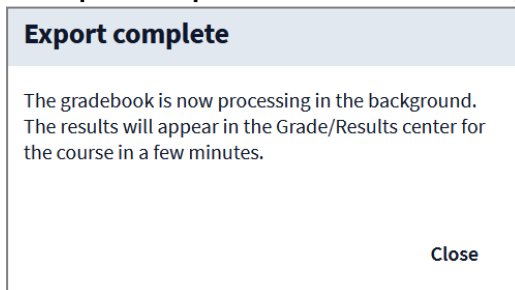 Export complete
The gradebook is now processing in the background.
The results will appear in the Grade/Results center for
the course in a few minutes.
Close